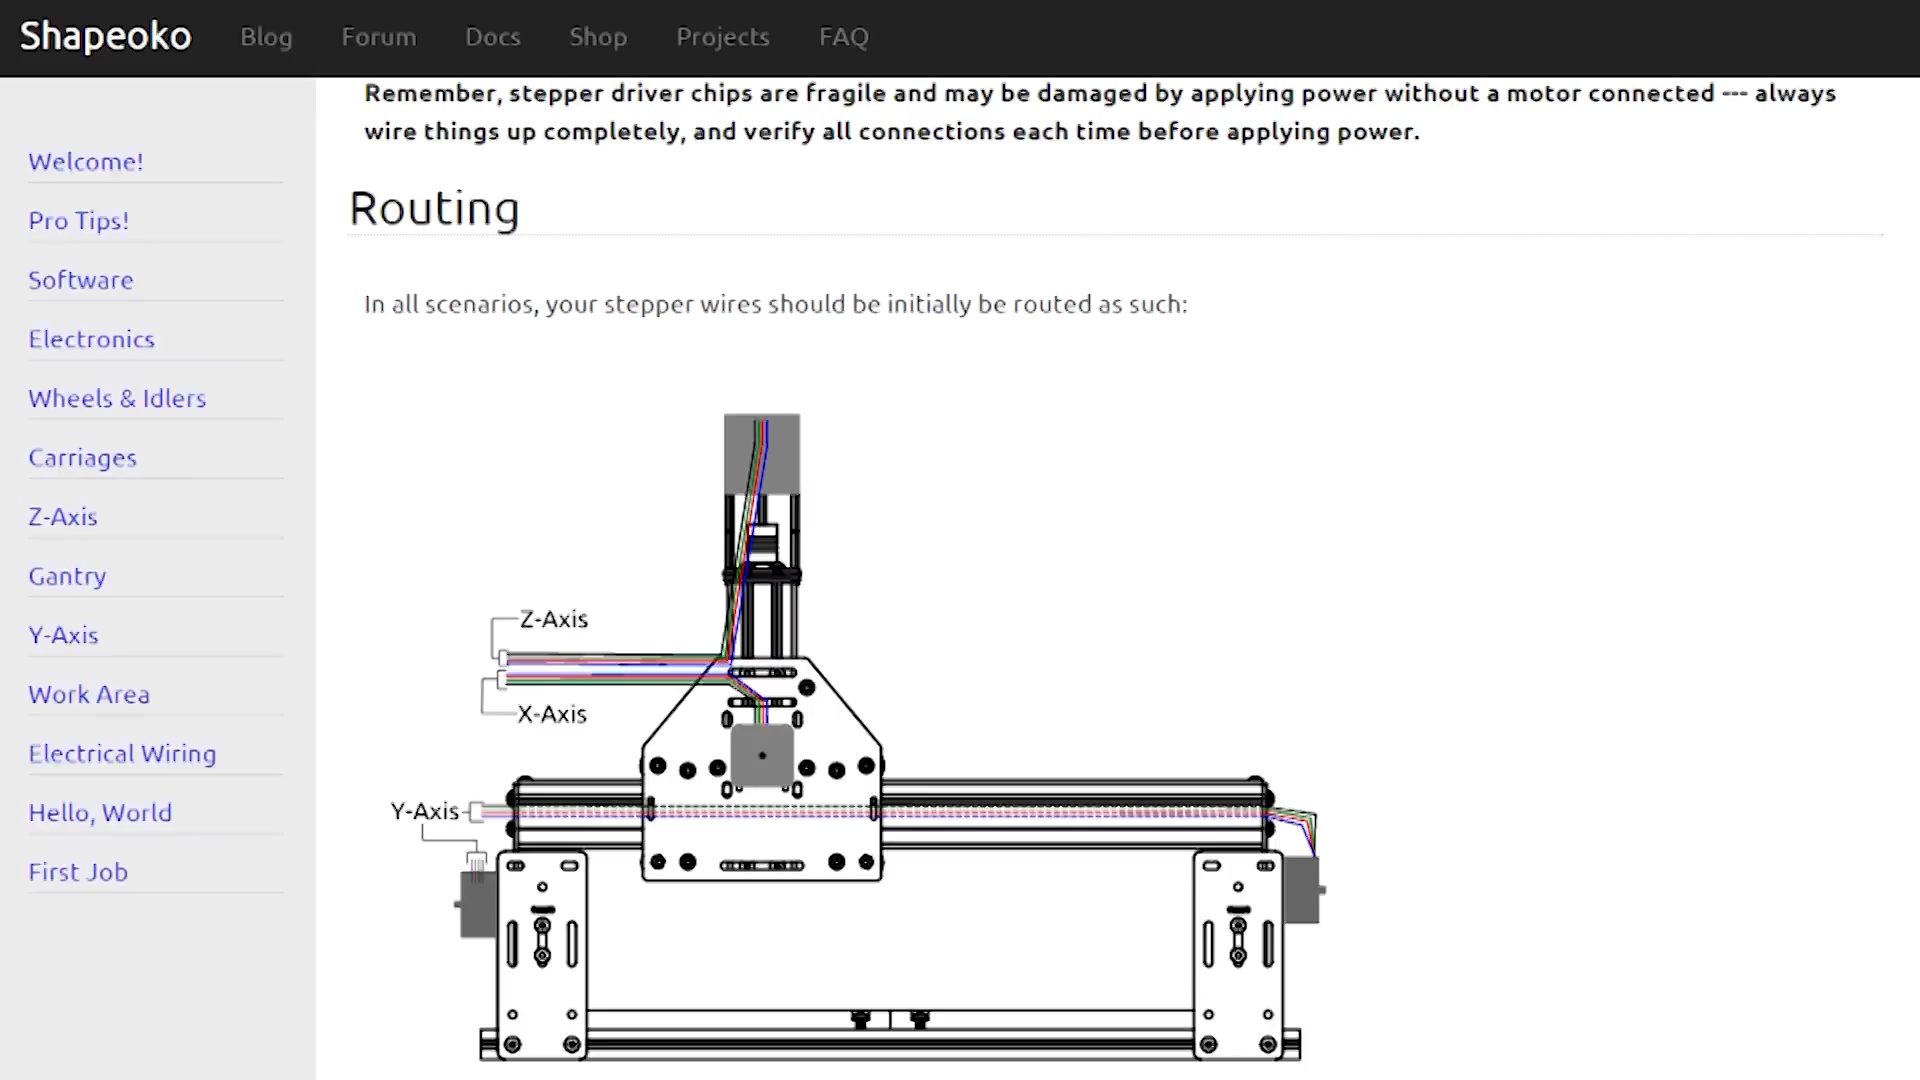 Shapeoko Blog Forum Docs Shop Projects FAQ
Remember, stepper driver chips are fragile and may be damaged by applying power without a motor connected --- always
wire things up completely, and verify all connections each time before applying power.
Welcome!
Pro Tips!
Software
Electronics
Wheels & Idlers
Carriages
Z-Axis
Gantry
Y-Axis
Work Area
Electrical Wiring
Hello, World
First Job
Routing
In all scenarios, your stepper wires should be initially be routed as such:
Z-Axis
X-Axis
Y-Axis